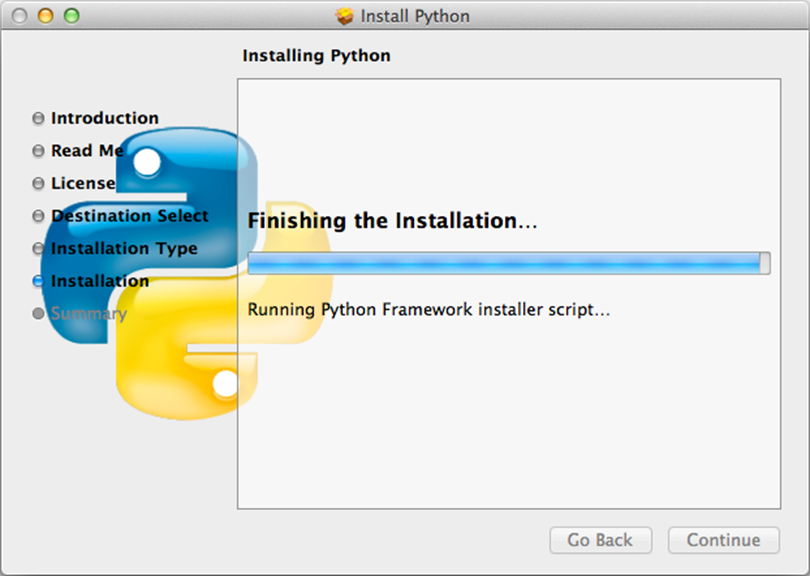 Install Python
Installing Python
Introduction
Read Me
License
Destination Select
Installation Type
Installation
Summary
Finishing the Installation...
Running Python Framework installer script...
Go Back
Continue